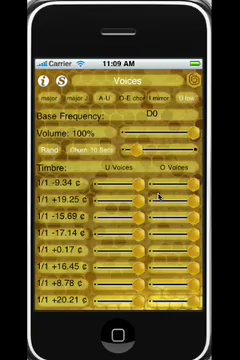 Carrier 11:09 AM
i S Voices
major major 2 A-U D-E chor
Base Frequency: D0
Volume: 100%
Timbre: U Voices O Voices
1/1 -9.34 ¢
1/1 +19.25 ¢
1/1 -15.69 ¢
1/1 -17.14 ¢
1/1 +0.17 ¢
1/1 +16.45 ¢
1/1 +8.78 ¢
1/1 +20.21 ¢